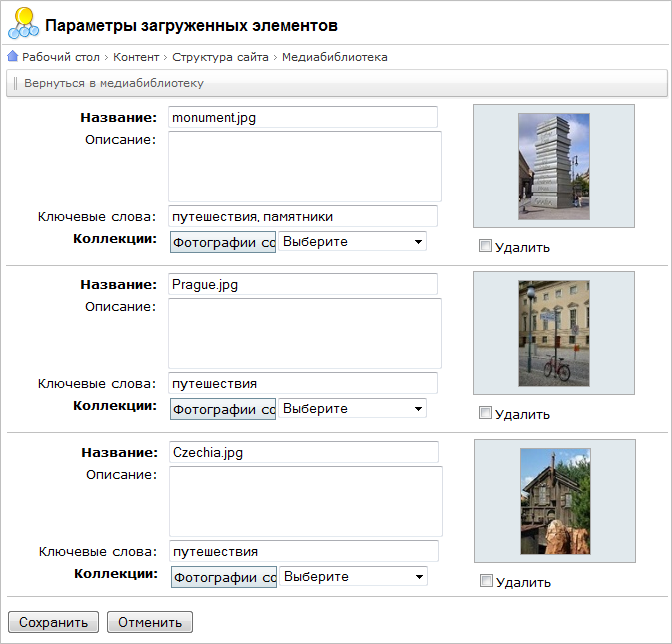 Параметры загруженных элементов
Рабочий стол › Контент › Структура сайта › Медиабиблиотека
Вернуться в медиабиблиотеку
Название: monument.jpg
Описание:
Ключевые слова: путешествия, памятники
Коллекции: Фотографии со Выберите
Удалить
Название: Prague.jpg
Описание:
Ключевые слова: путешествия
Коллекции: Фотографии со Выберите
Удалить
Название: Czechia.jpg
Описание:
Ключевые слова: путешествия
Коллекции: Фотографии со Выберите
Удалить
Сохранить Отменить